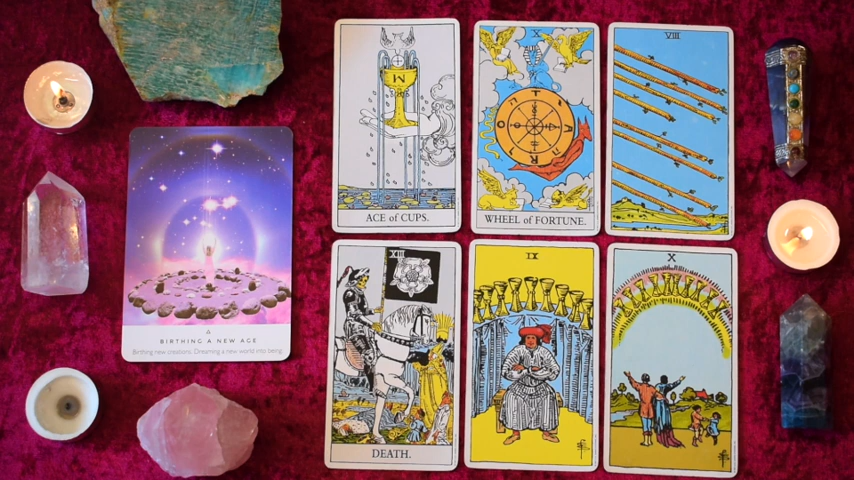 BIRTHING A NEW AGE
Birthing new creations. Dreaming a new world into being.
ACE of CUPS.
X
WHEEL of FORTUNE.
VIII
XIII
DEATH.
IX
X